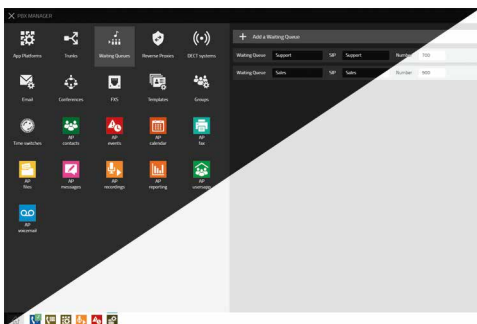 PBX MANAGER
App Platforms Trunks Waiting Queues Reverse Proxies DECT systems
Email Conferences FXS Templates Groups
Time switches AP contacts AP events AP calendar AP fax
AP files AP messages AP recordings AP reporting AP usersapp
AP voicemail
+ Add a Waiting Queue
Waiting Queue Support SIP Support Number 700
Waiting Queue Sales SIP Sales Number 900